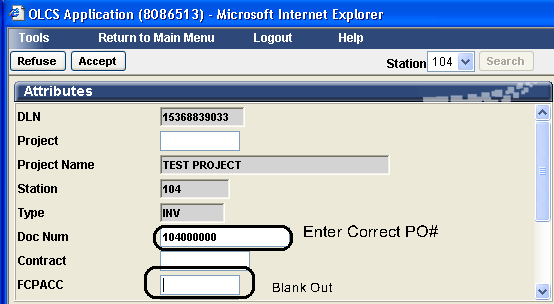 OLCS Application (8086513) - Microsoft Internet Explorer
Tools Return to Main Menu Logout Help
Refuse Accept Station 104 Search
Attributes
DLN 15368839033
Project
Project Name TEST PROJECT
Station 104
Type INV
Doc Num 104000000 Enter Correct PO#
Contract
FCPACC Blank Out